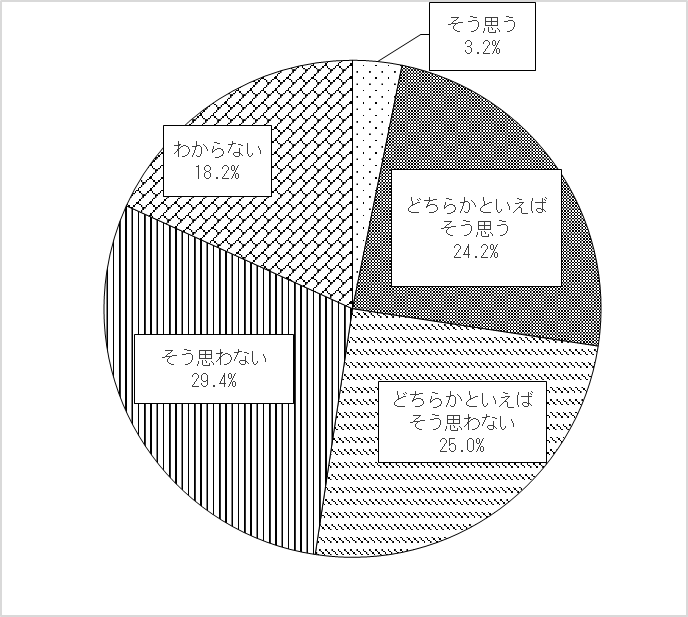 そう思う
3.2%
どちらかといえば
そう思う
24.2%
どちらかといえば
そう思わない
25.0%
そう思わない
29.4%
わからない
18.2%